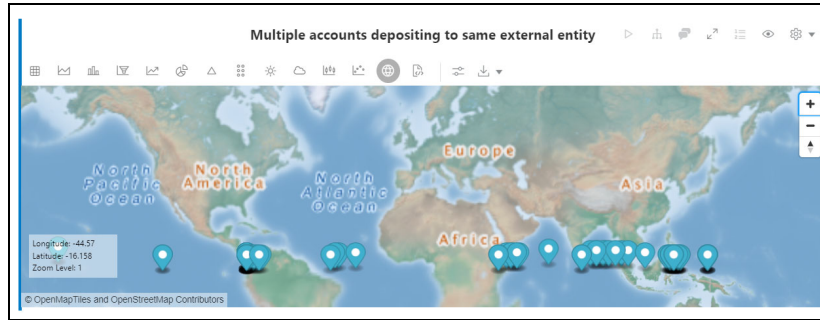 Multiple accounts depositing to same external entity
North
Pacific
Ocean
North
America
North
Atlantic
Ocean
Europe
Africa
Asia
+
−
Longitude: -44.57
Latitude: -16.158
Zoom Level: 1
© OpenMapTiles and OpenStreetMap Contributors